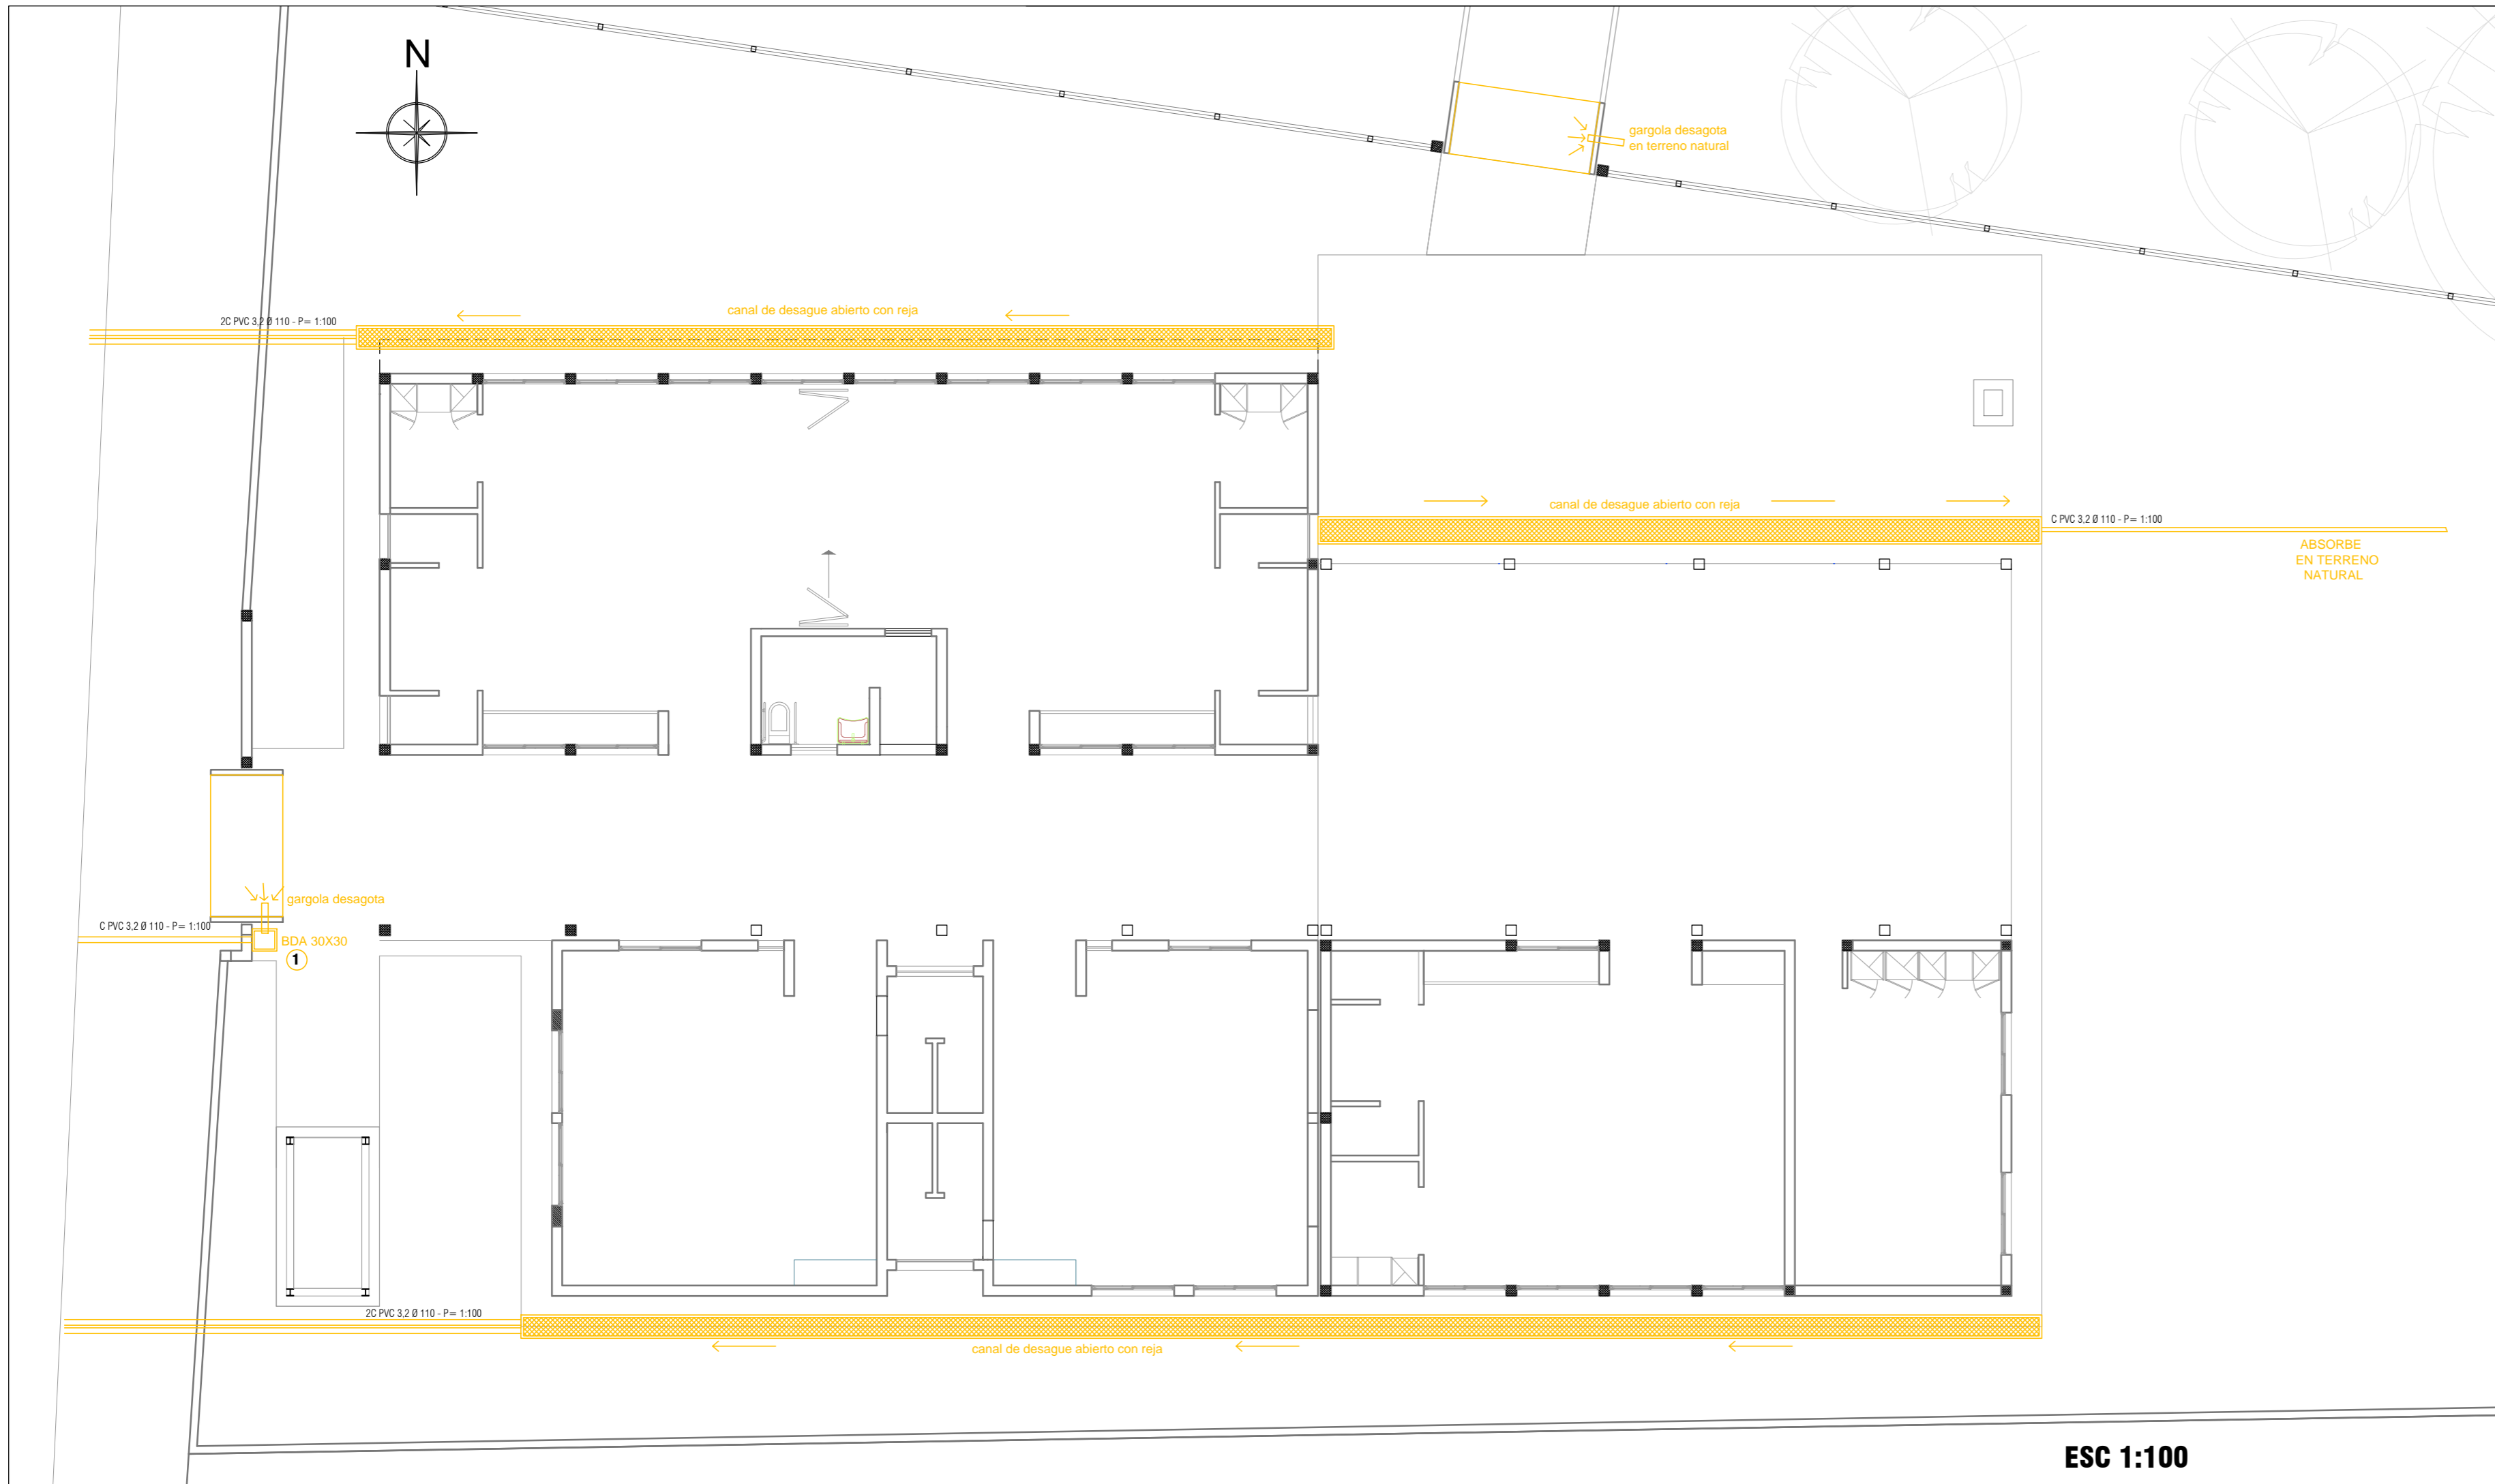 N
gargola desagota
en terreno natural
canal de desague abierto con reja
2C PVC 3,2 Ø 110 - P= 1:100
canal de desague abierto con reja
C PVC 3,2 Ø 110 - P= 1:100
ABSORBE
EN TERRENO
NATURAL
gargola desagota
C PVC 3,2 Ø 110 - P= 1:100
BDA 30X30
1
2C PVC 3,2 Ø 110 - P= 1:100
canal de desague abierto con reja
ESC 1:100